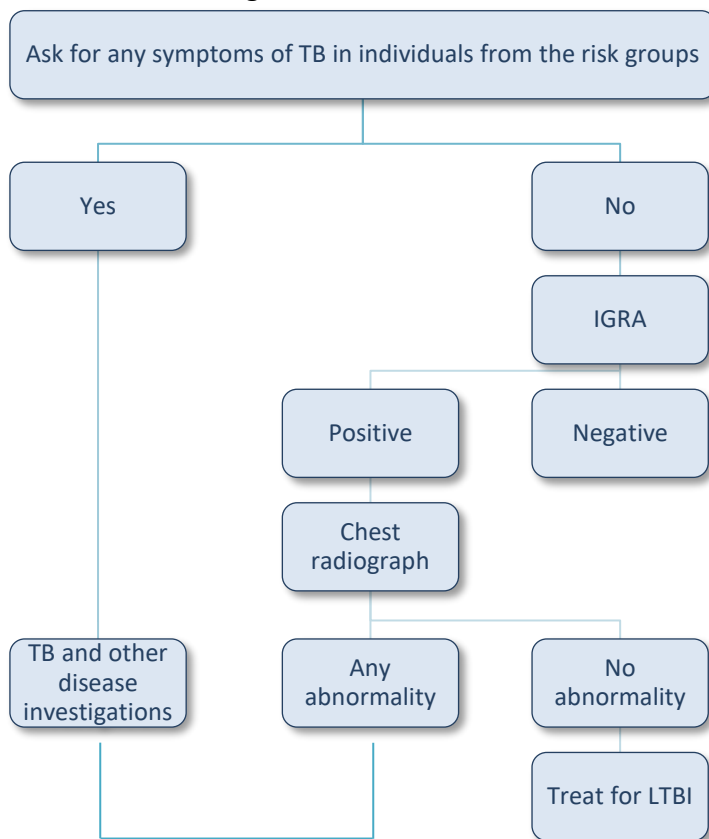 Ask for any symptoms of TB in individuals from the risk groups
Yes
No
IGRA
Positive
Negative
Chest
radiograph
TB and other
disease
investigations
Any
abnormality
No
abnormality
Treat for LTBI